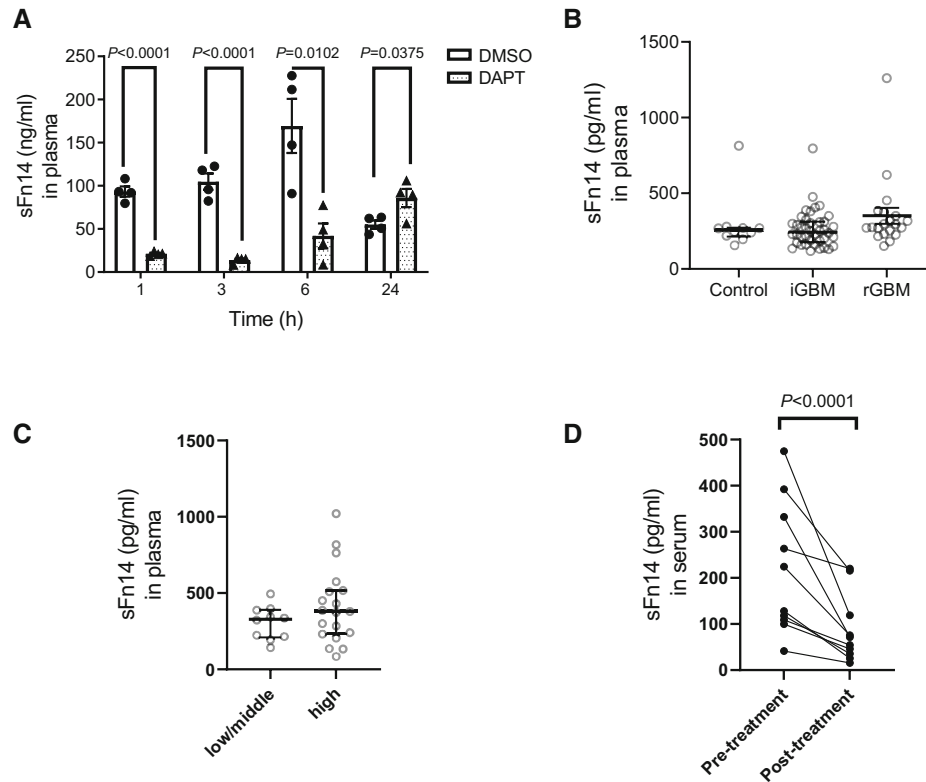 A
P<0.0001 P<0.0001 P=0.0102 P=0.0375
DMSO
DAPT
250
200
150
100
50
0
sFn14 (ng/ml)
in plasma
1 3 6 24
Time (h)
B
1500
1000
500
0
sFn14 (pg/ml)
in plasma
Control iGBM rGBM
C
1500
1000
500
0
sFn14 (pg/ml)
in plasma
low/middle high
D
P<0.0001
500
400
300
200
100
0
sFn14 (pg/ml)
in serum
Pre-treatment Post-treatment